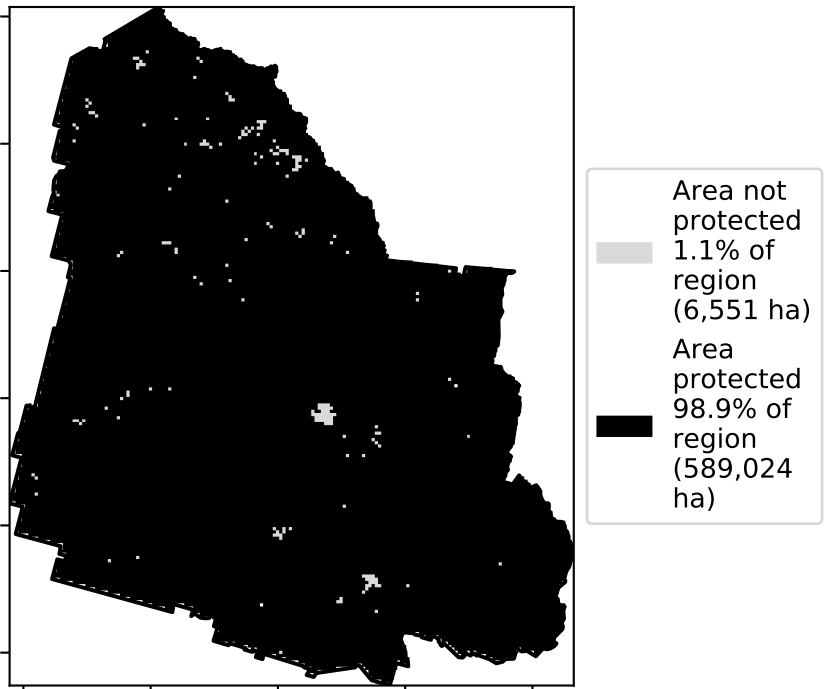 Area not
protected
1.1% of
region
(6,551 ha)
Area
protected
98.9% of
region
(589,024
ha)